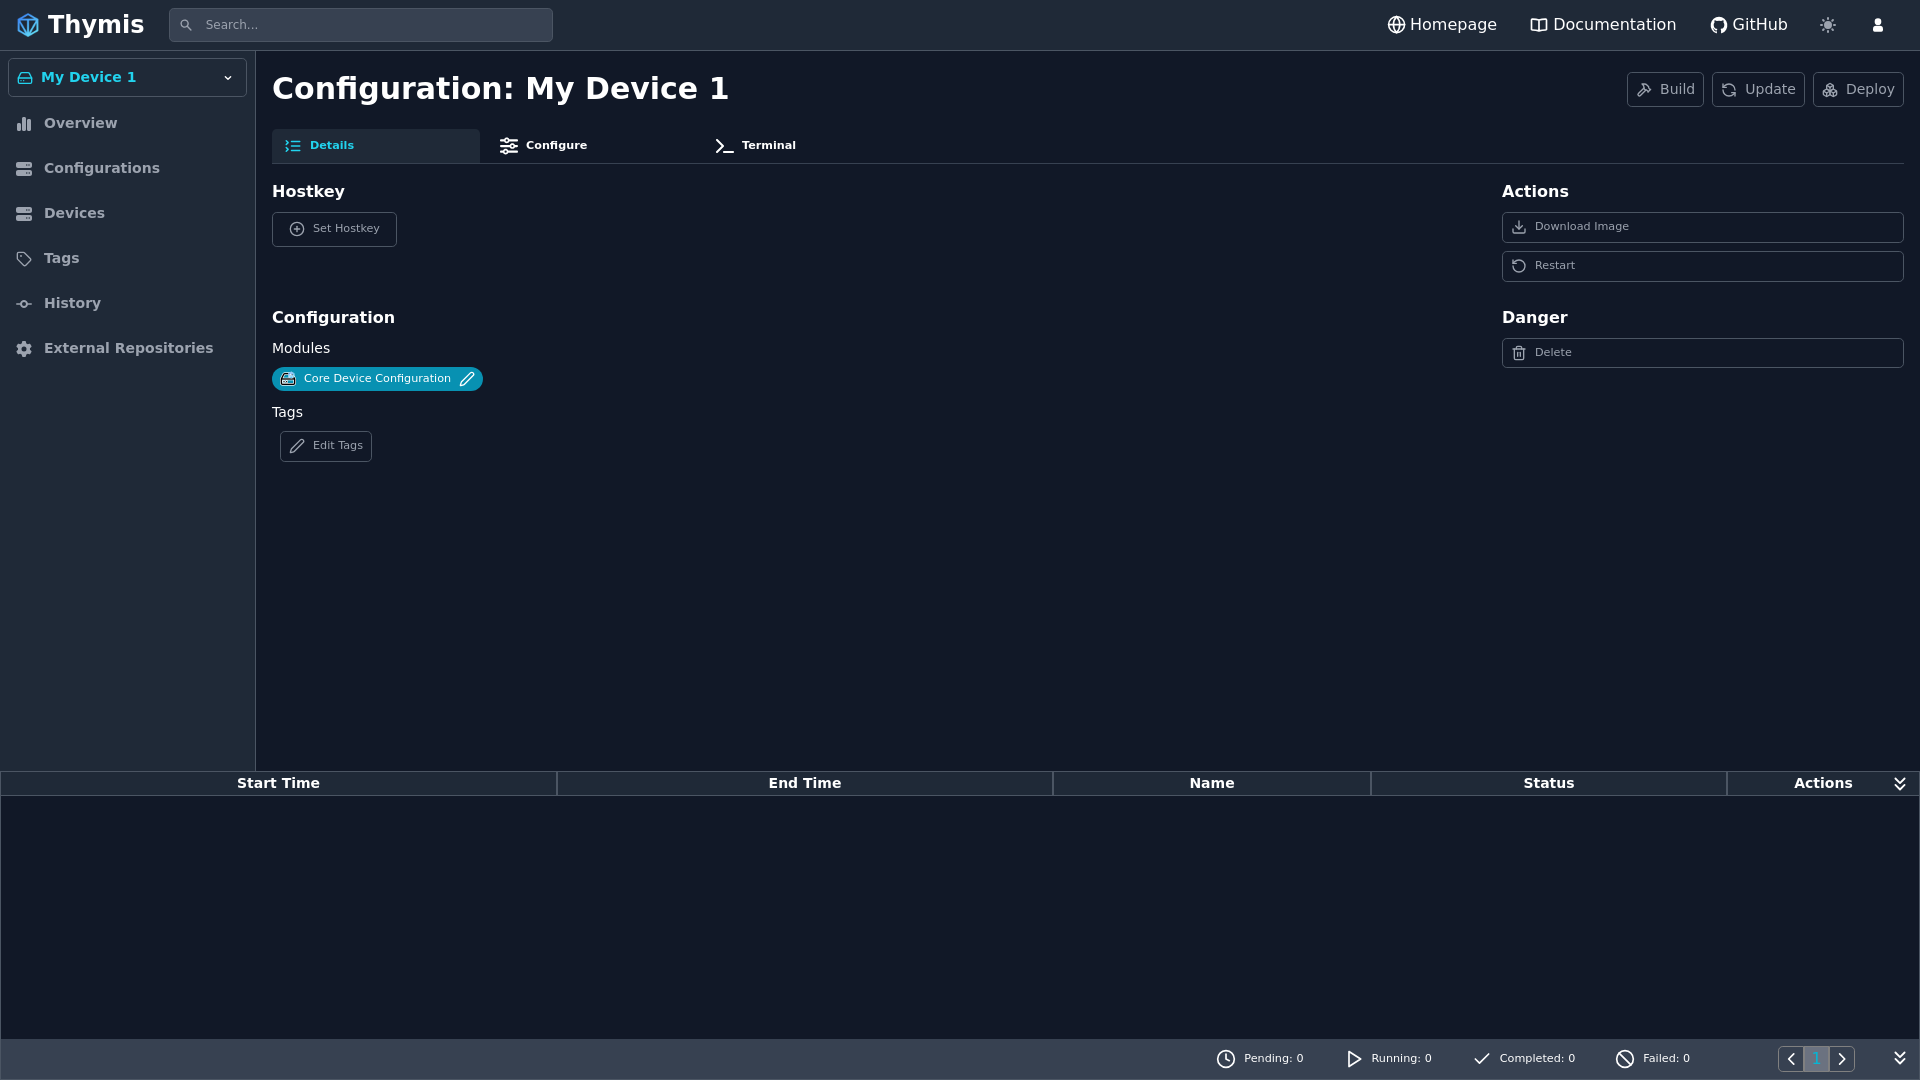 Thymis
Search...
Homepage
Documentation
GitHub
My Device 1
Overview
Configurations
Devices
Tags
History
External Repositories
Configuration: My Device 1
Build
Update
Deploy
Details
Configure
Terminal
Hostkey
Set Hostkey
Actions
Download Image
Restart
Configuration
Modules
Core Device Configuration
Tags
Edit Tags
Danger
Delete
Start Time
End Time
Name
Status
Actions
Pending: 0
Running: 0
Completed: 0
Failed: 0
1